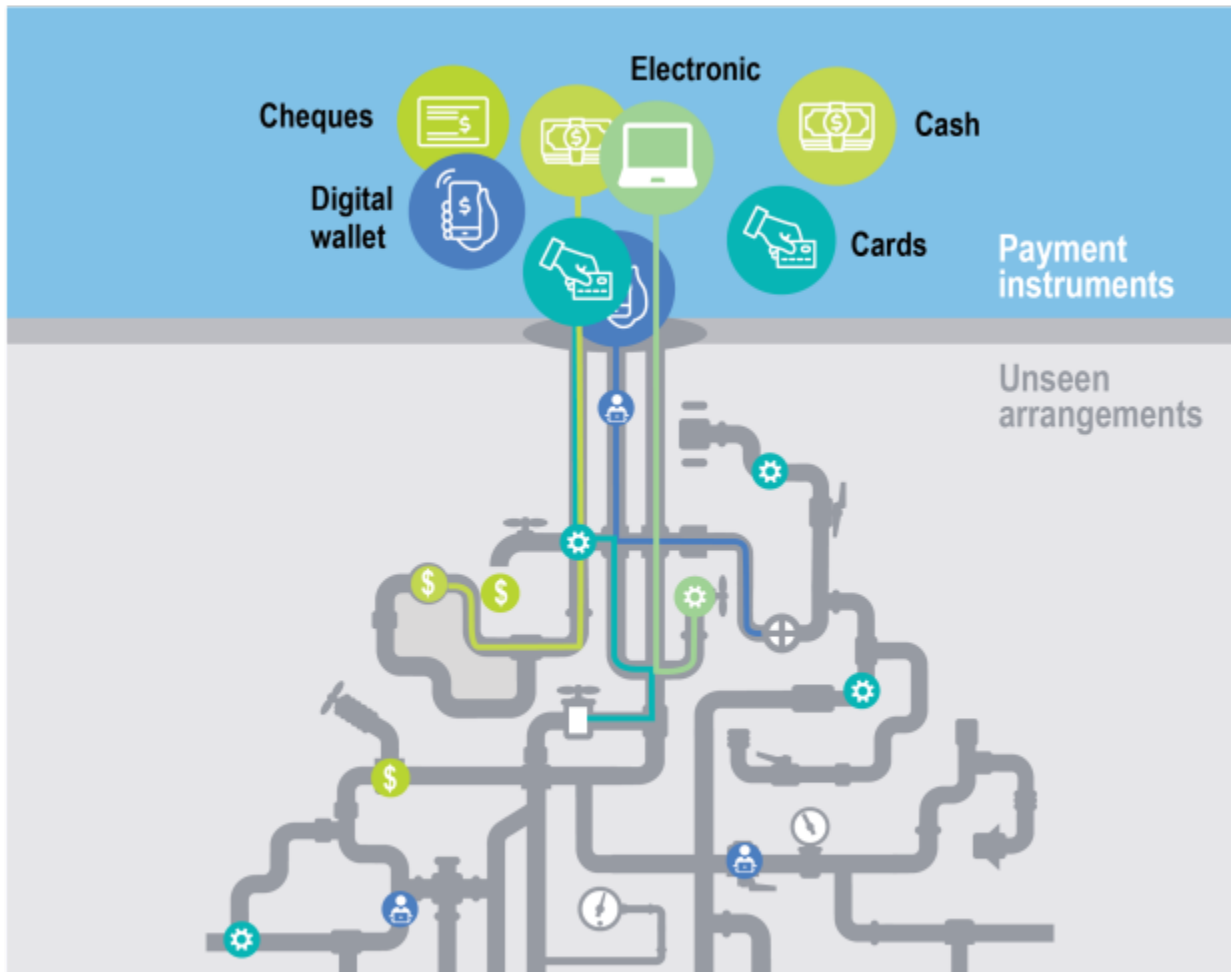 Electronic
Cheques
Cash
Digital
wallet
Cards
Payment
instruments
Unseen
arrangements
$
$
$
$
$
$
$